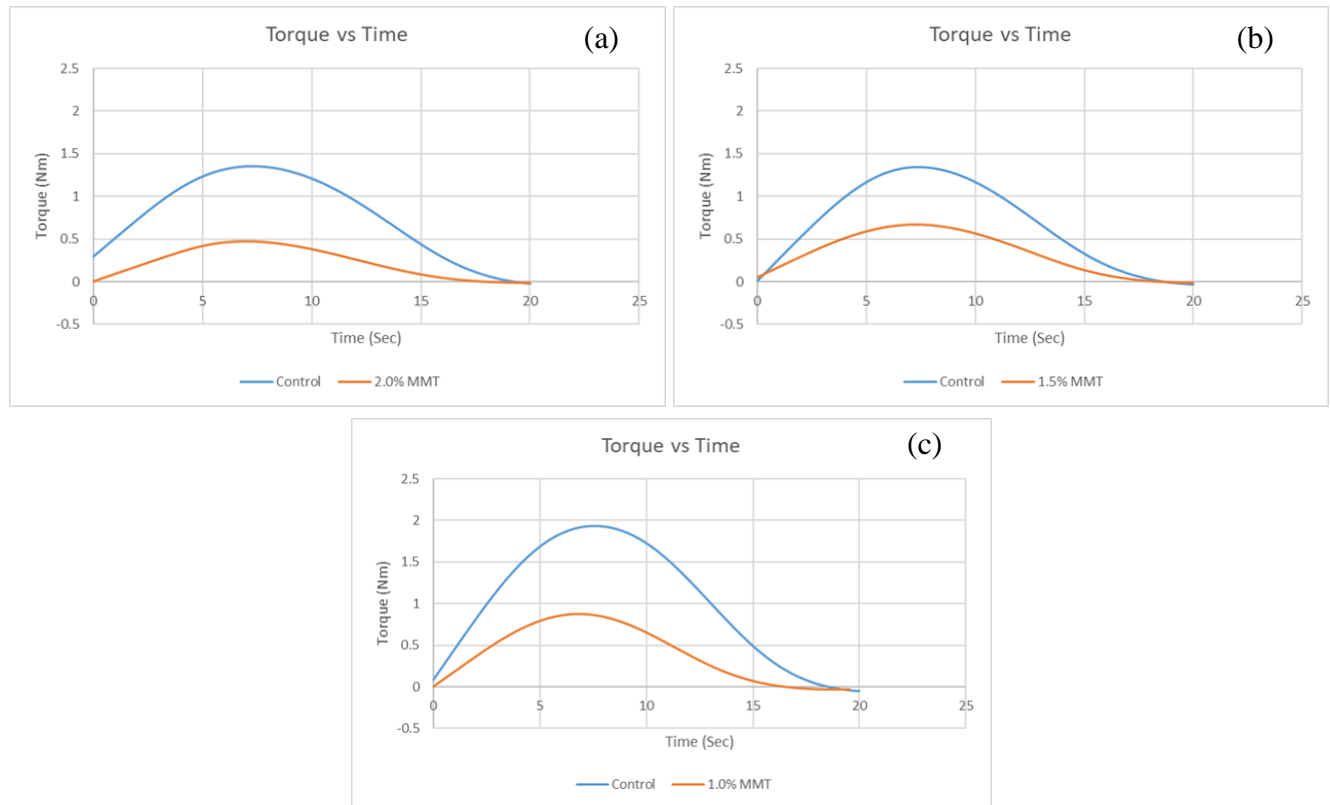 Torque vs Time (a)
2.5
2
1.5
1
0.5
0
-0.5
Torque (Nm)
0 5 10 15 20 25
Time (Sec)
Control 2.0% MMT
Torque vs Time (b)
2.5
2
1.5
1
0.5
0
-0.5
Torque (Nm)
0 5 10 15 20 25
Time (Sec)
Control 1.5% MMT
Torque vs Time (c)
2.5
2
1.5
1
0.5
0
-0.5
Torque (Nm)
0 5 10 15 20 25
Time (Sec)
Control 1.0% MMT